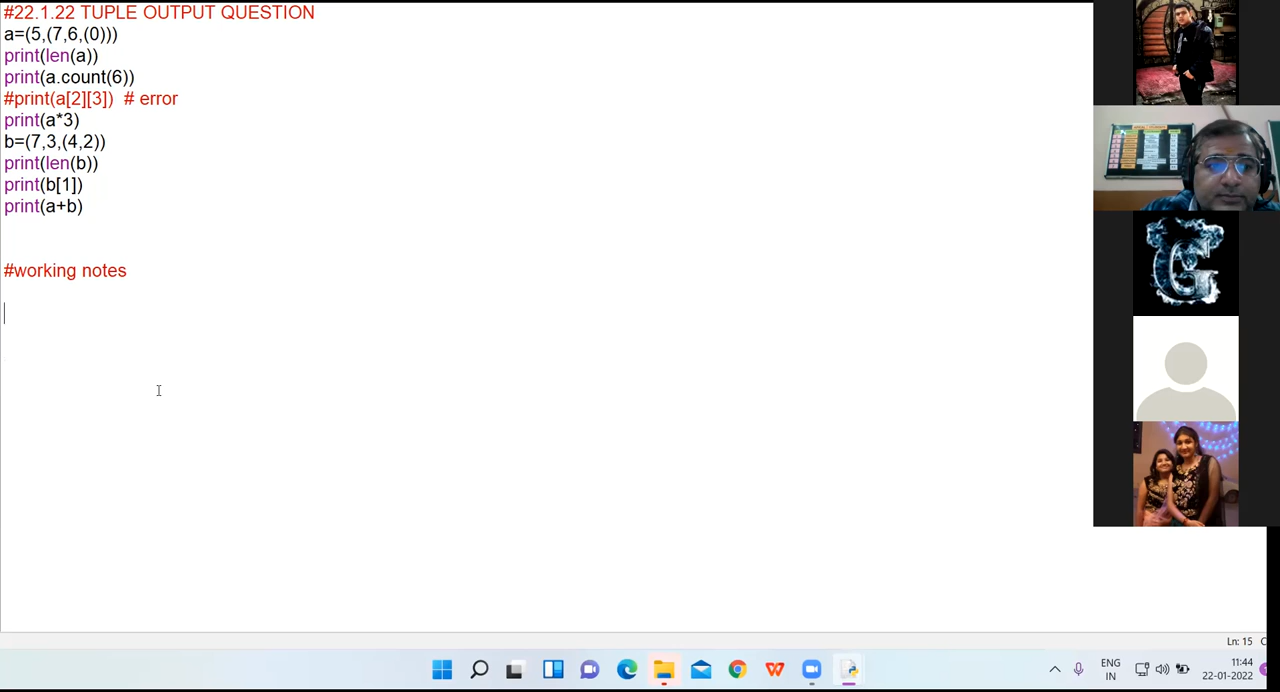 #22.1.22 TUPLE OUTPUT QUESTION
a=(5,(7,6,(0)))
print(len(a))
print(a.count(6))
#print(a[2][3])  # error
print(a*3)
b=(7,3,(4,2))
print(len(b))
print(b[1])
print(a+b)
#working notes
Ln: 15
ENG
IN
11:44
22-01-2022